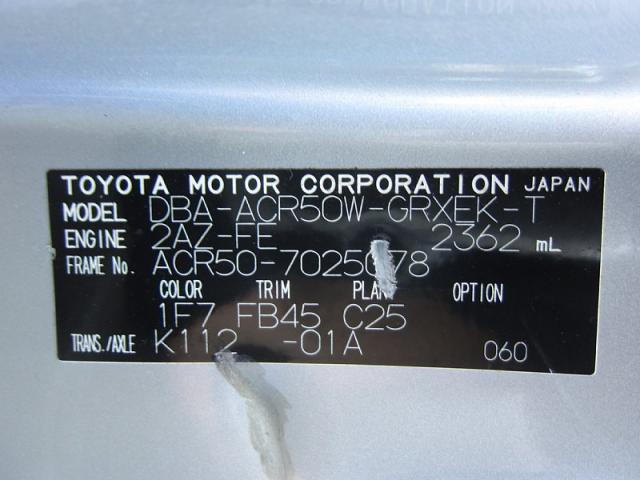 TOYOTA MOTOR CORPORATION JAPAN
MODEL DBA-ACR50W-GRXEK-T
ENGINE 2AZ-FE 2362 mL
FRAME No. ACR50-7025078
COLOR TRIM PLANT OPTION
1F7 FB45 C25
TRANS./AXLE K112 -01A 060